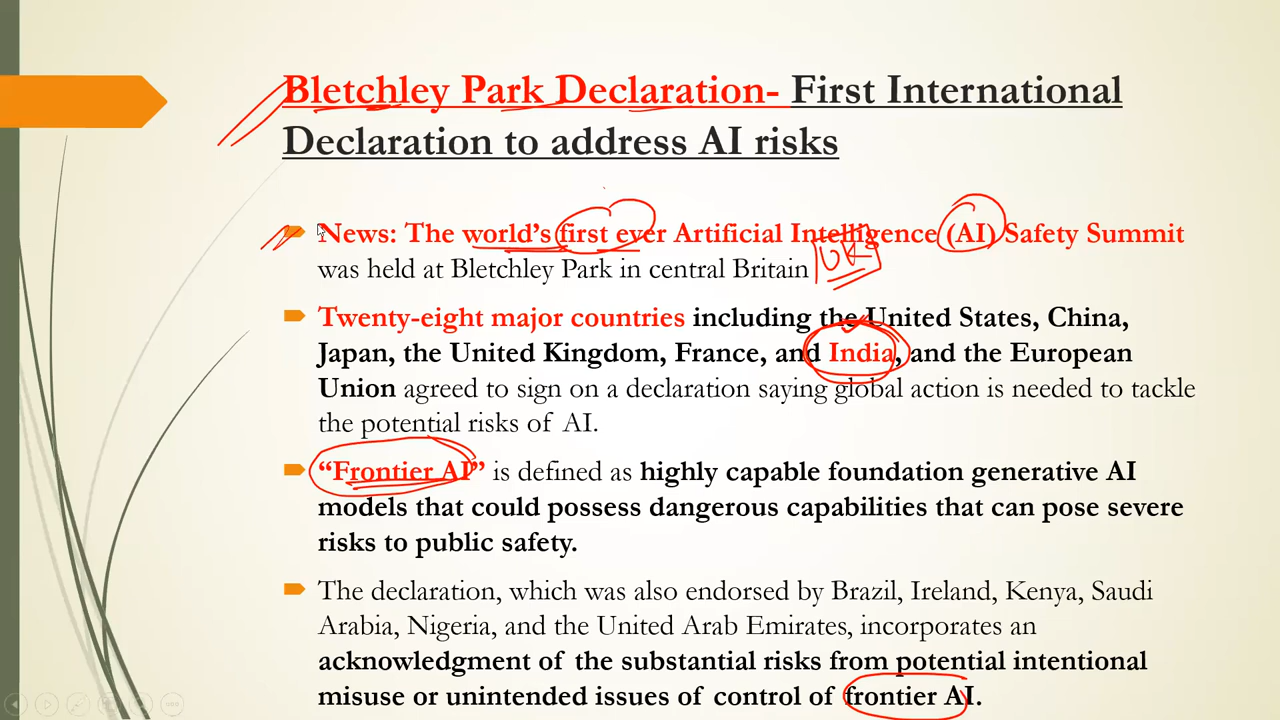 Bletchley Park Declaration- First International
Declaration to address AI risks
News: The world's first ever Artificial Intelligence (AI) Safety Summit
was held at Bletchley Park in central Britain UK
Twenty-eight major countries including the United States, China,
Japan, the United Kingdom, France, and India, and the European
Union agreed to sign on a declaration saying global action is needed to tackle
the potential risks of AI.
“Frontier AI” is defined as highly capable foundation generative AI
models that could possess dangerous capabilities that can pose severe
risks to public safety.
The declaration, which was also endorsed by Brazil, Ireland, Kenya, Saudi
Arabia, Nigeria, and the United Arab Emirates, incorporates an
acknowledgment of the substantial risks from potential intentional
misuse or unintended issues of control of frontier AI.